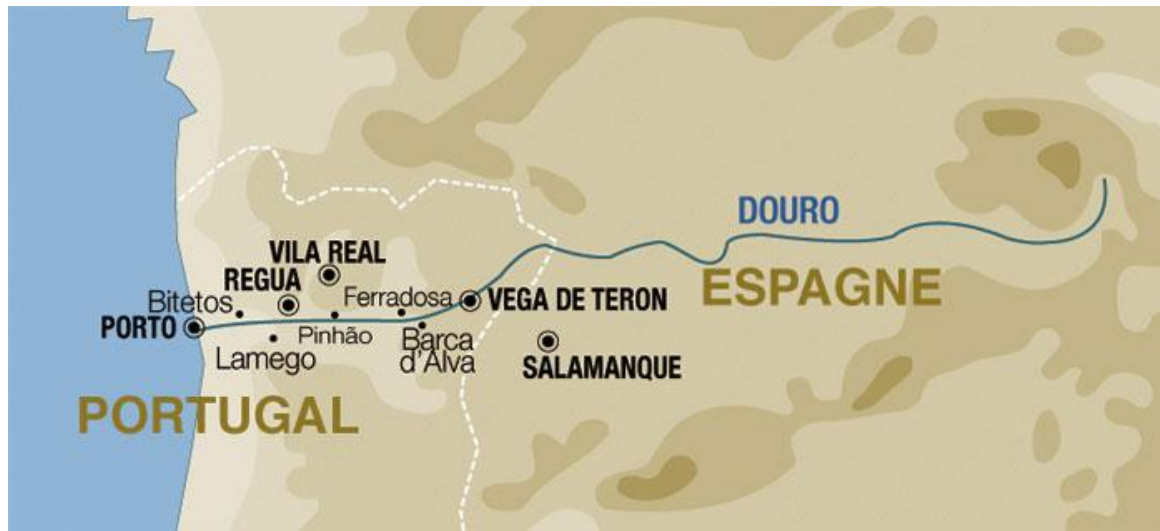 DOURO
ESPAGNE
VILA REAL
REGUA
Bitetos
Ferradosa
VEGA DE TERON
PORTO
Pinhão
Lamego
Barca
d'Alva
SALAMANQUE
PORTUGAL